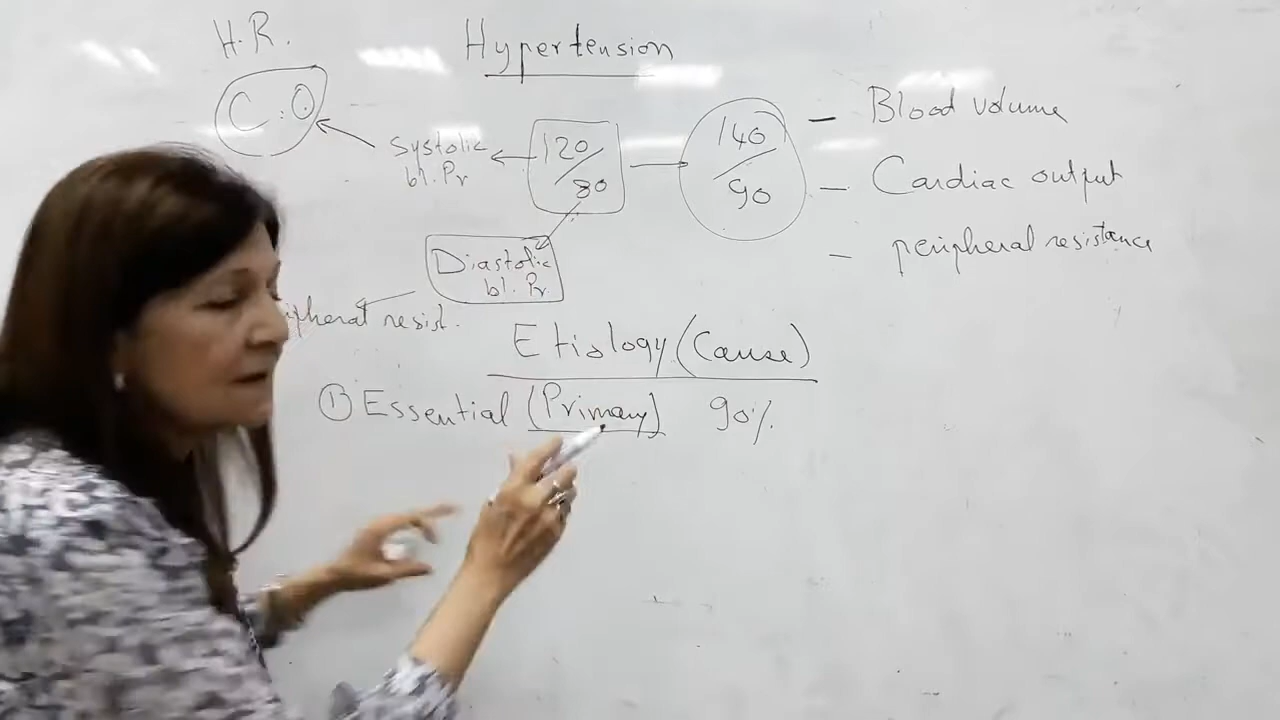 H.R.
Hypertension
C.O
Systolic
bl. Pr
120/80
140/90
- Blood volume
- Cardiac output
- peripheral resistance
Diastolic
bl. Pr.
resist.
Etiology (Cause)
① Essential (Primary) 90%